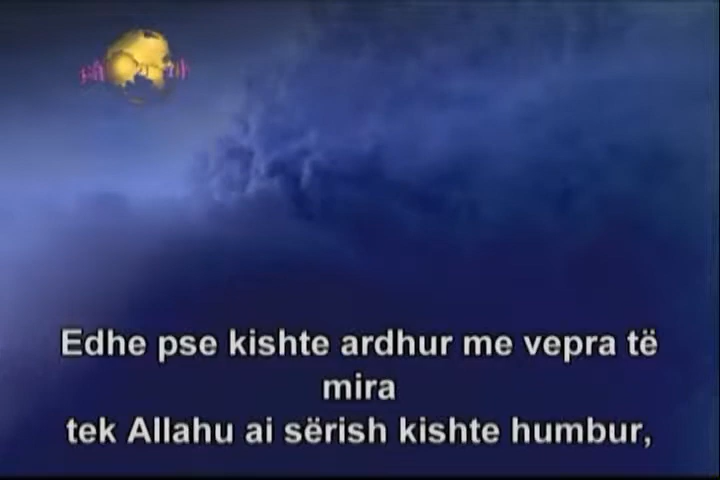 Edhe pse kishte ardhur me vepra të
mira
tek Allahu ai sërish kishte humbur,